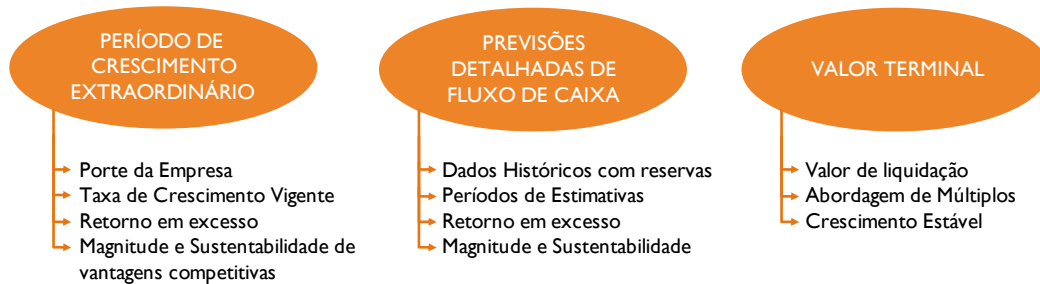 PERÍODO DE
CRESCIMENTO
EXTRAORDINÁRIO
Porte da Empresa
Taxa de Crescimento Vigente
Retorno em excesso
Magnitude e Sustentabilidade de
vantagens competitivas
PREVISÕES
DETALHADAS DE
FLUXO DE CAIXA
Dados Históricos com reservas
Períodos de Estimativas
Retorno em excesso
Magnitude e Sustentabilidade
VALOR TERMINAL
Valor de liquidação
Abordagem de Múltiplos
Crescimento Estável